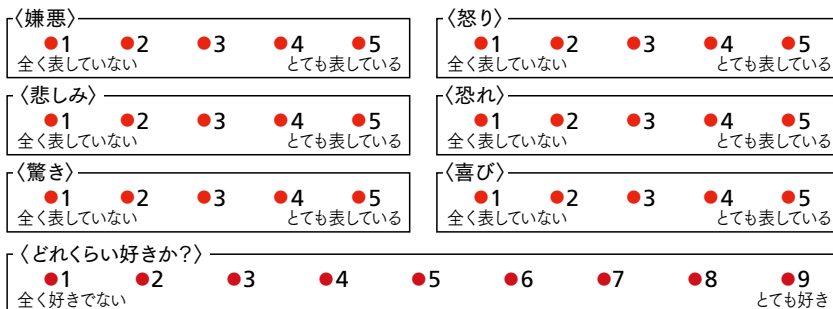 〈嫌悪〉
●1 ●2 ●3 ●4 ●5
全く表していない とても表している
〈怒り〉
●1 ●2 ●3 ●4 ●5
全く表していない とても表している
〈悲しみ〉
●1 ●2 ●3 ●4 ●5
全く表していない とても表している
〈恐れ〉
●1 ●2 ●3 ●4 ●5
全く表していない とても表している
〈驚き〉
●1 ●2 ●3 ●4 ●5
全く表していない とても表している
〈喜び〉
●1 ●2 ●3 ●4 ●5
全く表していない とても表している
〈どれくらい好きか?〉
●1 ●2 ●3 ●4 ●5 ●6 ●7 ●8 ●9
全く好きでない とても好き